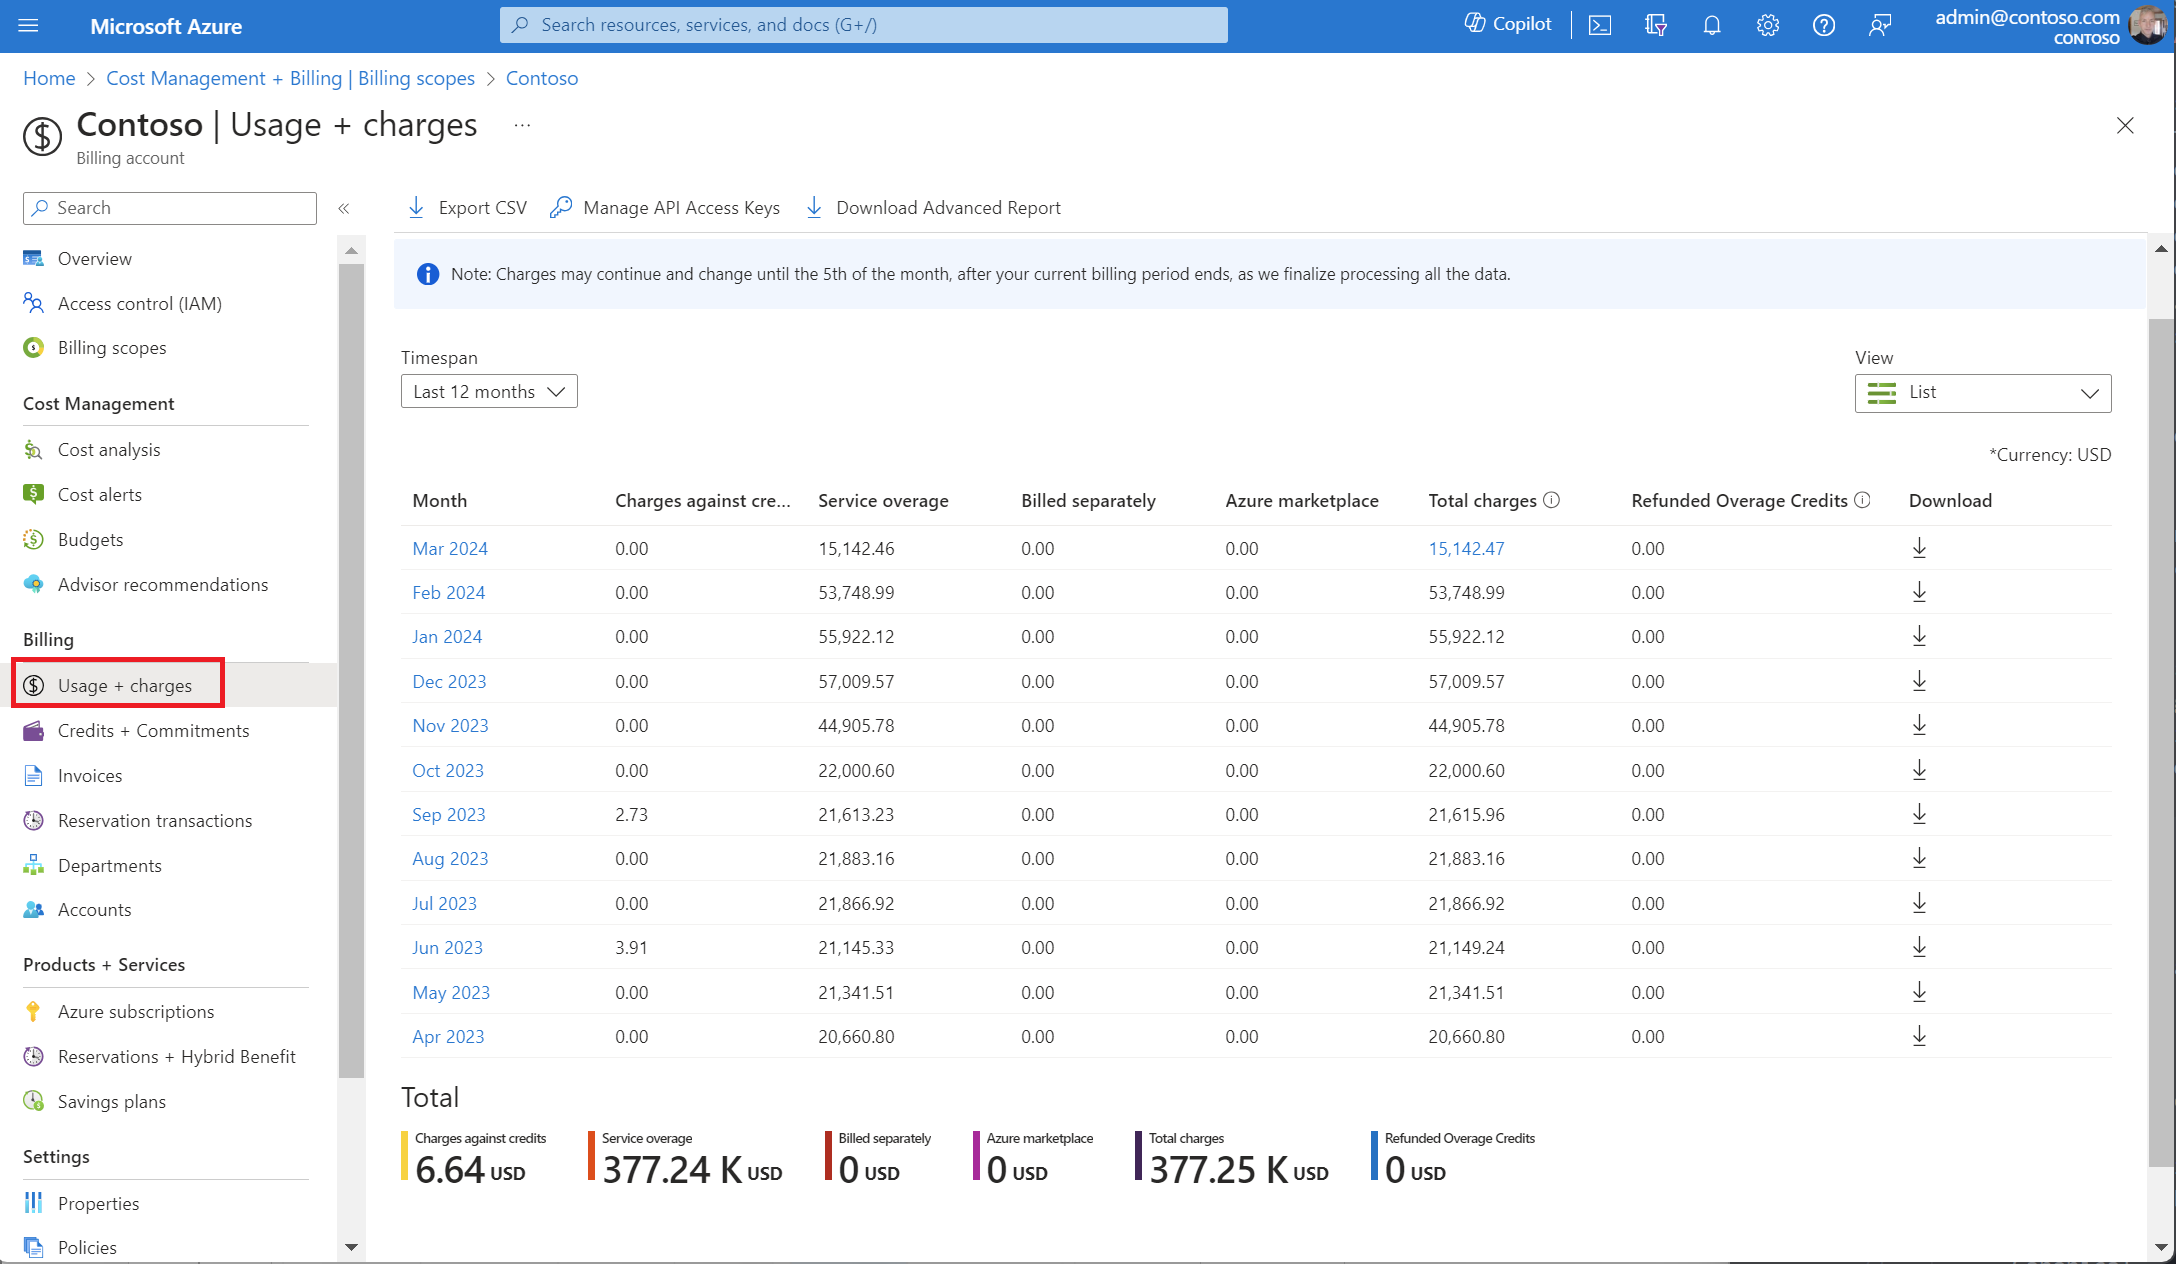 Microsoft Azure
Search resources, services, and docs (G+/)
Copilot
admin@contoso.com
CONTOSO
Home > Cost Management + Billing | Billing scopes > Contoso
Contoso | Usage + charges ...
Billing account
Search
«
Export CSV
Manage API Access Keys
Download Advanced Report
Overview
Access control (IAM)
Billing scopes
Cost Management
Cost analysis
Cost alerts
Budgets
Advisor recommendations
Billing
Usage + charges
Credits + Commitments
Invoices
Reservation transactions
Departments
Accounts
Products + Services
Azure subscriptions
Reservations + Hybrid Benefit
Savings plans
Settings
Properties
Policies
Note: Charges may continue and change until the 5th of the month, after your current billing period ends, as we finalize processing all the data.
Timespan
Last 12 months
View
List
*Currency: USD
Month Charges against cre... Service overage Billed separately Azure marketplace Total charges Refunded Overage Credits Download
Mar 2024 0.00 15,142.46 0.00 0.00 15,142.47 0.00
Feb 2024 0.00 53,748.99 0.00 0.00 53,748.99 0.00
Jan 2024 0.00 55,922.12 0.00 0.00 55,922.12 0.00
Dec 2023 0.00 57,009.57 0.00 0.00 57,009.57 0.00
Nov 2023 0.00 44,905.78 0.00 0.00 44,905.78 0.00
Oct 2023 0.00 22,000.60 0.00 0.00 22,000.60 0.00
Sep 2023 2.73 21,613.23 0.00 0.00 21,615.96 0.00
Aug 2023 0.00 21,883.16 0.00 0.00 21,883.16 0.00
Jul 2023 0.00 21,866.92 0.00 0.00 21,866.92 0.00
Jun 2023 3.91 21,145.33 0.00 0.00 21,149.24 0.00
May 2023 0.00 21,341.51 0.00 0.00 21,341.51 0.00
Apr 2023 0.00 20,660.80 0.00 0.00 20,660.80 0.00
Total
Charges against credits Service overage Billed separately Azure marketplace Total charges Refunded Overage Credits
6.64 USD 377.24 K USD 0 USD 0 USD 377.25 K USD 0 USD